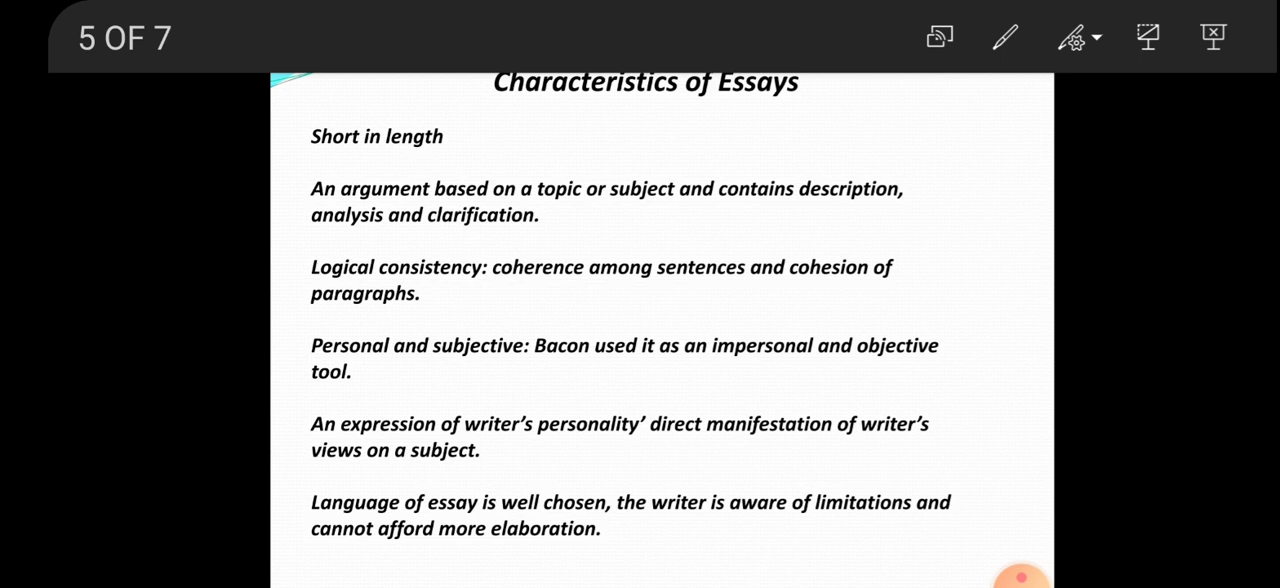 5 OF 7
Characteristics of Essays
Short in length
An argument based on a topic or subject and contains description,
analysis and clarification.
Logical consistency: coherence among sentences and cohesion of
paragraphs.
Personal and subjective: Bacon used it as an impersonal and objective
tool.
An expression of writer’s personality’ direct manifestation of writer’s
views on a subject.
Language of essay is well chosen, the writer is aware of limitations and
cannot afford more elaboration.